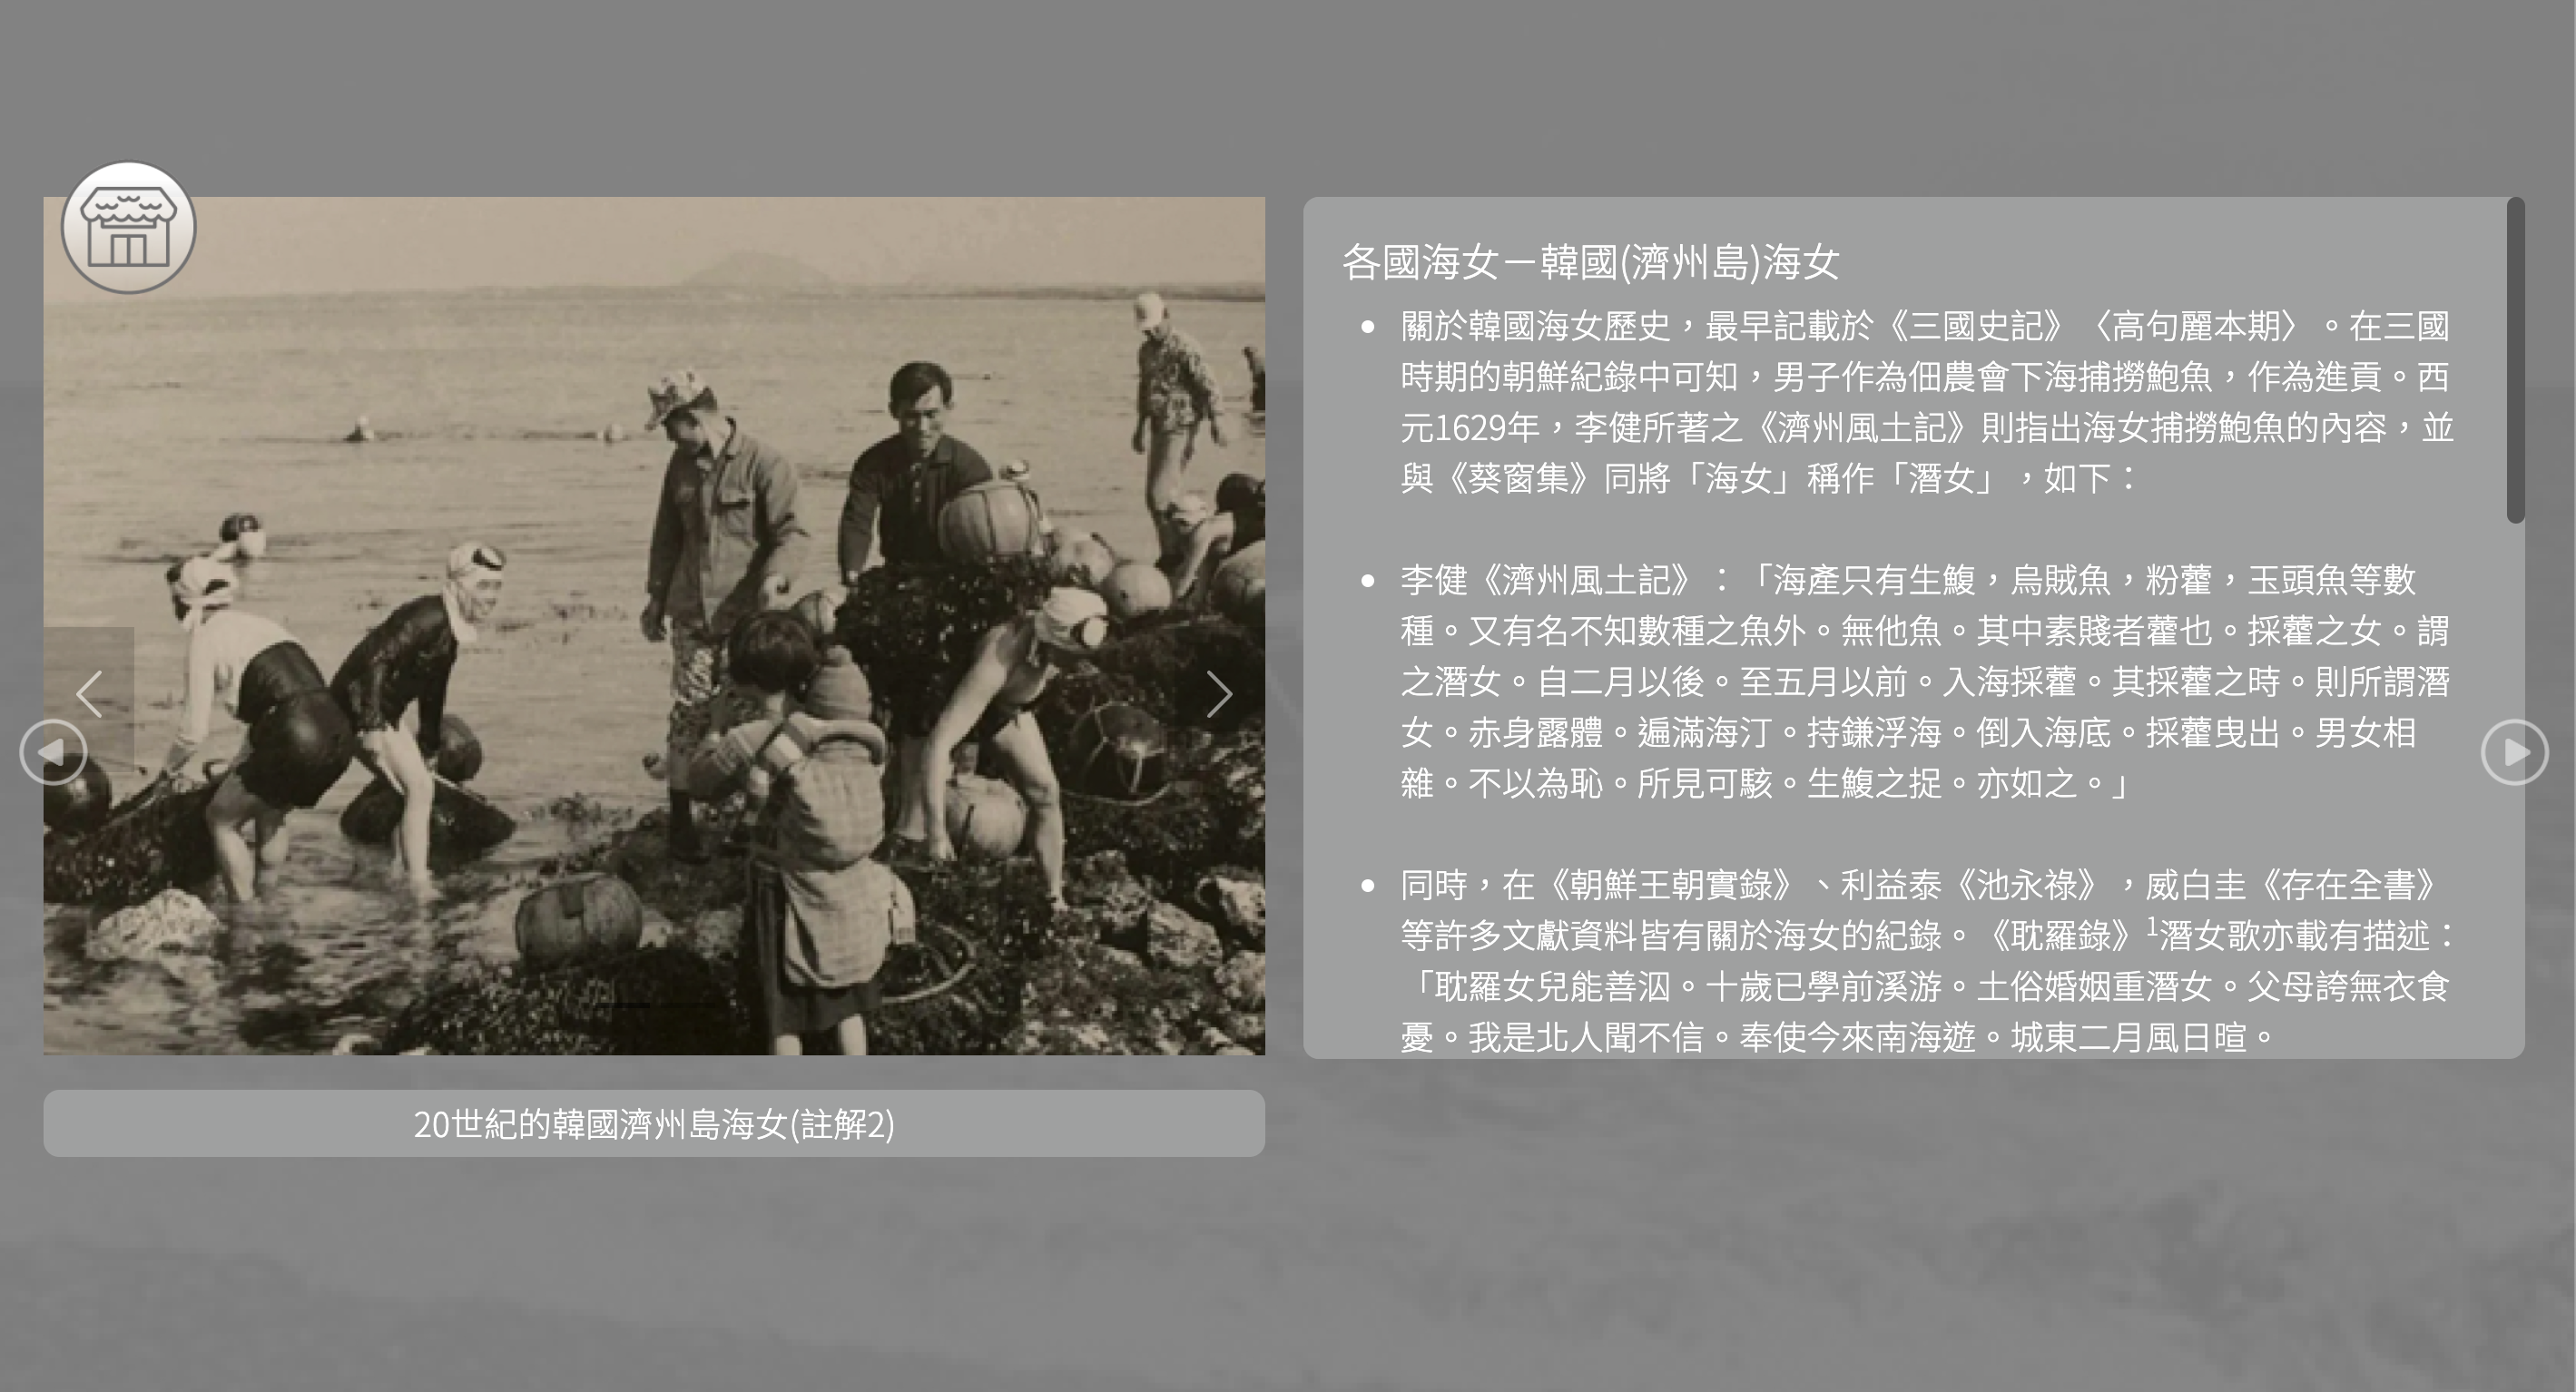 各國海女－韓國(濟州島)海女
• 關於韓國海女歷史，最早記載於《三國史記》〈高句麗本期〉。在三國
時期的朝鮮紀錄中可知，男子作為佃農會下海捕撈鮑魚，作為進貢。西
元1629年，李健所著之《濟州風土記》則指出海女捕撈鮑魚的內容，並
與《葵窗集》同將「海女」稱作「潛女」，如下：
• 李健《濟州風土記》：「海產只有生鰒，烏賊魚，粉藿，玉頭魚等數
種。又有名不知數種之魚外。無他魚。其中素賤者藿也。採藿之女。謂
之潛女。自二月以後。至五月以前。入海採藿。其採藿之時。則所謂潛
女。赤身露體。遍滿海汀。持鎌浮海。倒入海底。採藿曳出。男女相
雜。不以為恥。所見可駭。生鰒之捉。亦如之。」
• 同時，在《朝鮮王朝實錄》、利益泰《池永祿》，威白圭《存在全書》
等許多文獻資料皆有關於海女的紀錄。《耽羅錄》1潛女歌亦載有描述：
「耽羅女兒能善泅。十歲已學前溪游。土俗婚姻重潛女。父母誇無衣食
憂。我是北人聞不信。奉使今來南海遊。城東二月風日暄。
20世紀的韓國濟州島海女(註解2)